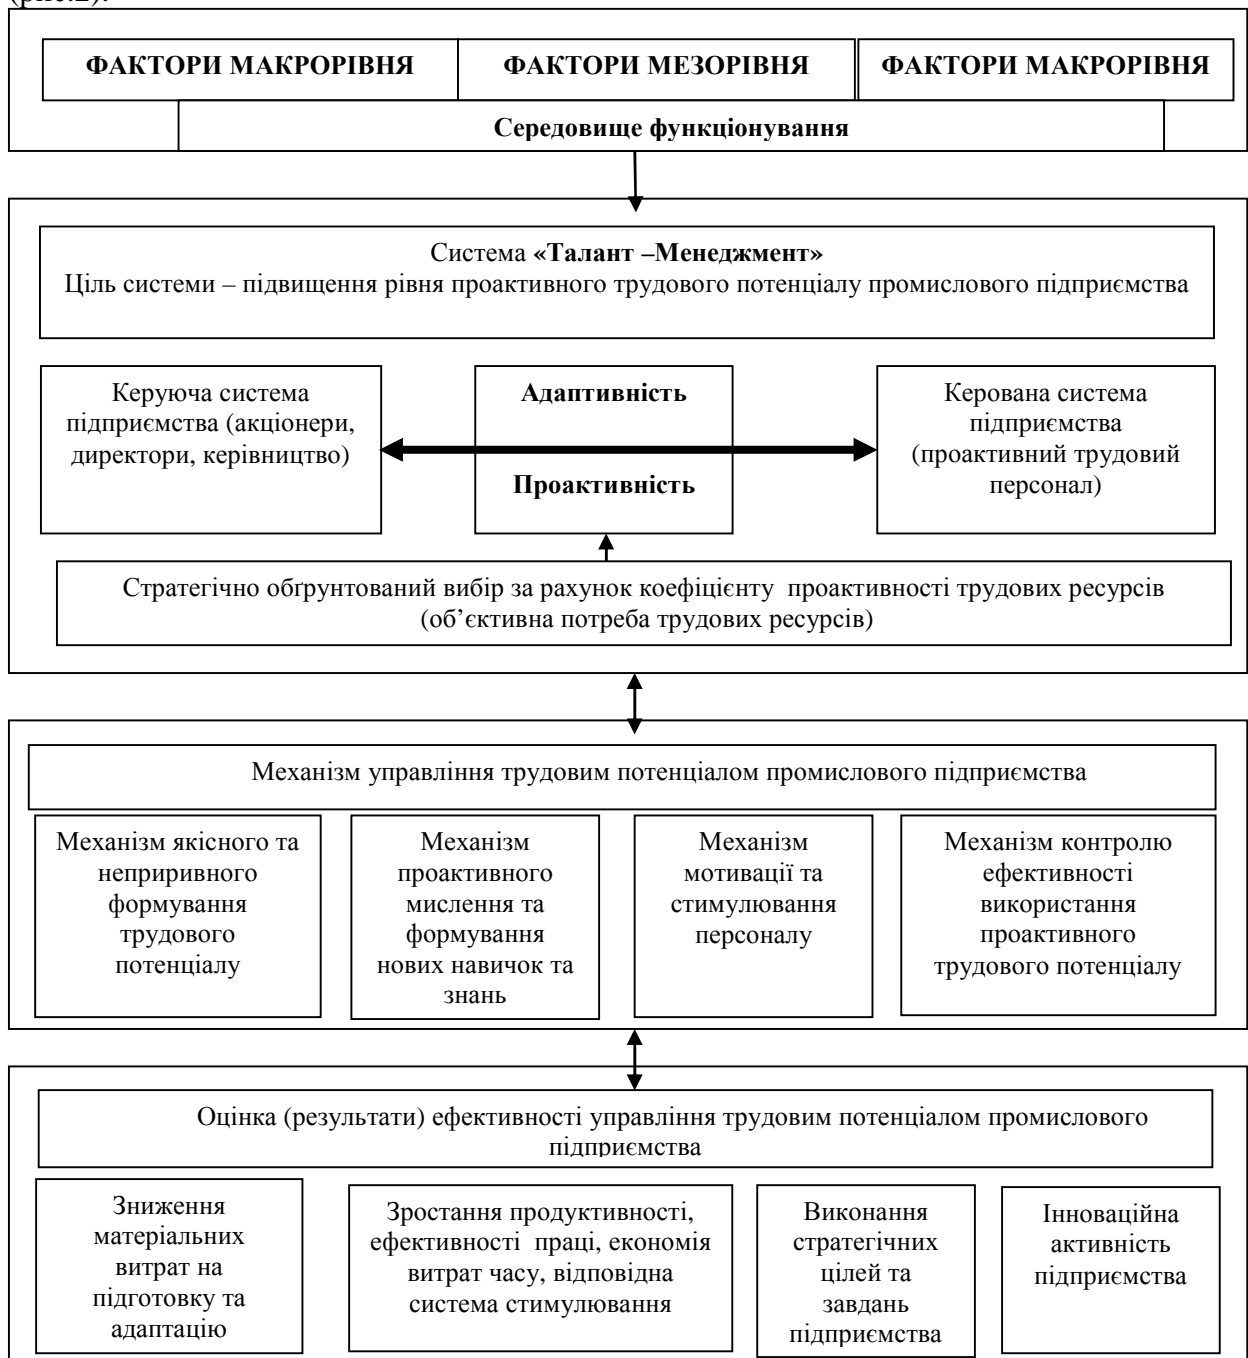 (рис.2).
ФАКТОРИ МАКРОРІВНЯ
ФАКТОРИ МЕЗОРІВНЯ
ФАКТОРИ МАКРОРІВНЯ
Середовище функціонування
Система «Талант –Менеджмент»
Ціль системи – підвищення рівня проактивного трудового потенціалу промислового підприємства
Керуюча система
підприємства (акціонери,
директори, керівництво)
Адаптивність
Проактивність
Керована система
підприємства
(проактивний трудовий
персонал)
Стратегічно обґрунтований вибір за рахунок коефіцієнту проактивності трудових ресурсів
(об’єктивна потреба трудових ресурсів)
Механізм управління трудовим потенціалом промислового підприємства
Механізм якісного та
неприривного
формування
трудового
потенціалу
Механізм
проактивного
мислення та
формування
нових навичок та
знань
Механізм
мотивації та
стимулювання
персоналу
Механізм контролю
ефективності
використання
проактивного
трудового потенціалу
Оцінка (результати) ефективності управління трудовим потенціалом промислового
підприємства
Зниження
матеріальних
витрат на
підготовку та
адаптацію
Зростання продуктивності,
ефективності праці, економія
витрат часу, відповідна
система стимулювання
Виконання
стратегічних
цілей та
завдань
підприємства
Інноваційна
активність
підприємства